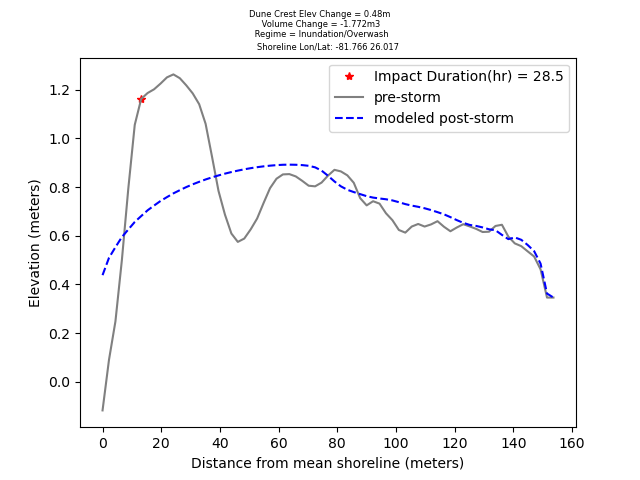 Dune Crest Elev Change = 0.48m
Volume Change = -1.772m3
Regime = Inundation/Overwash
Shoreline Lon/Lat: -81.766 26.017
Impact Duration(hr) = 28.5
pre-storm
modeled post-storm
Elevation (meters)
1.2
1.0
0.8
0.6
0.4
0.2
0.0
0 20 40 60 80 100 120 140 160
Distance from mean shoreline (meters)